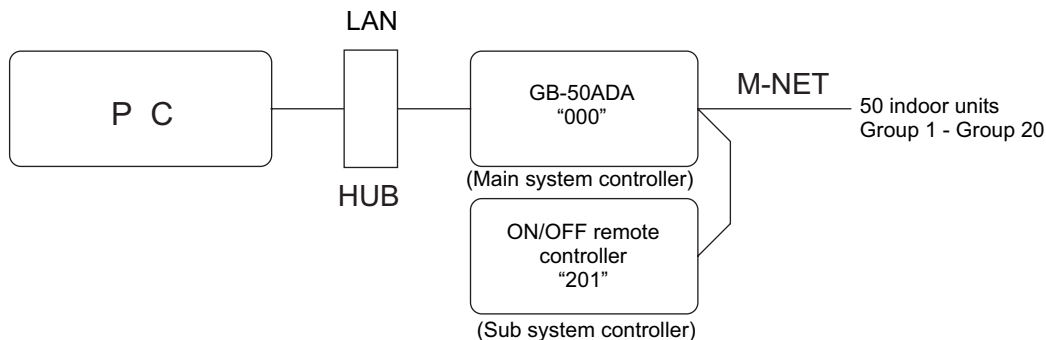 LAN
P C
HUB
GB-50ADA
“000”
(Main system controller)
M-NET
50 indoor units
Group 1 - Group 20
ON/OFF remote
controller
“201”
(Sub system controller)